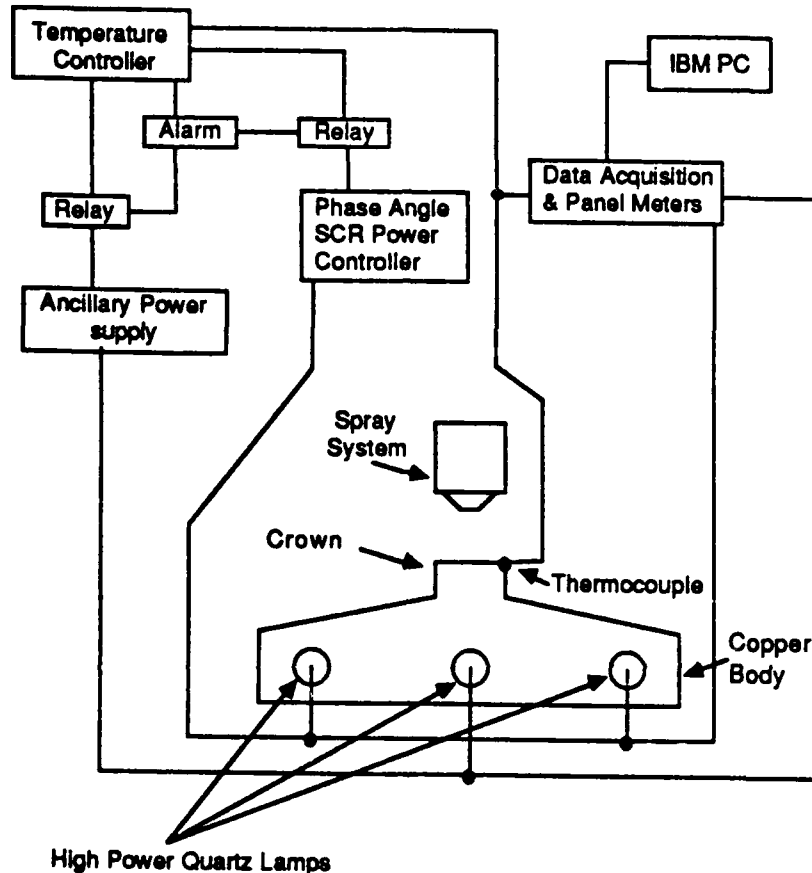 Temperature
Controller
IBM PC
Alarm
Relay
Data Acquisition
& Panel Meters
Relay
Phase Angle
SCR Power
Controller
Ancillary Power
supply
Spray
System
Crown
Thermocouple
Copper
Body
High Power Quartz Lamps